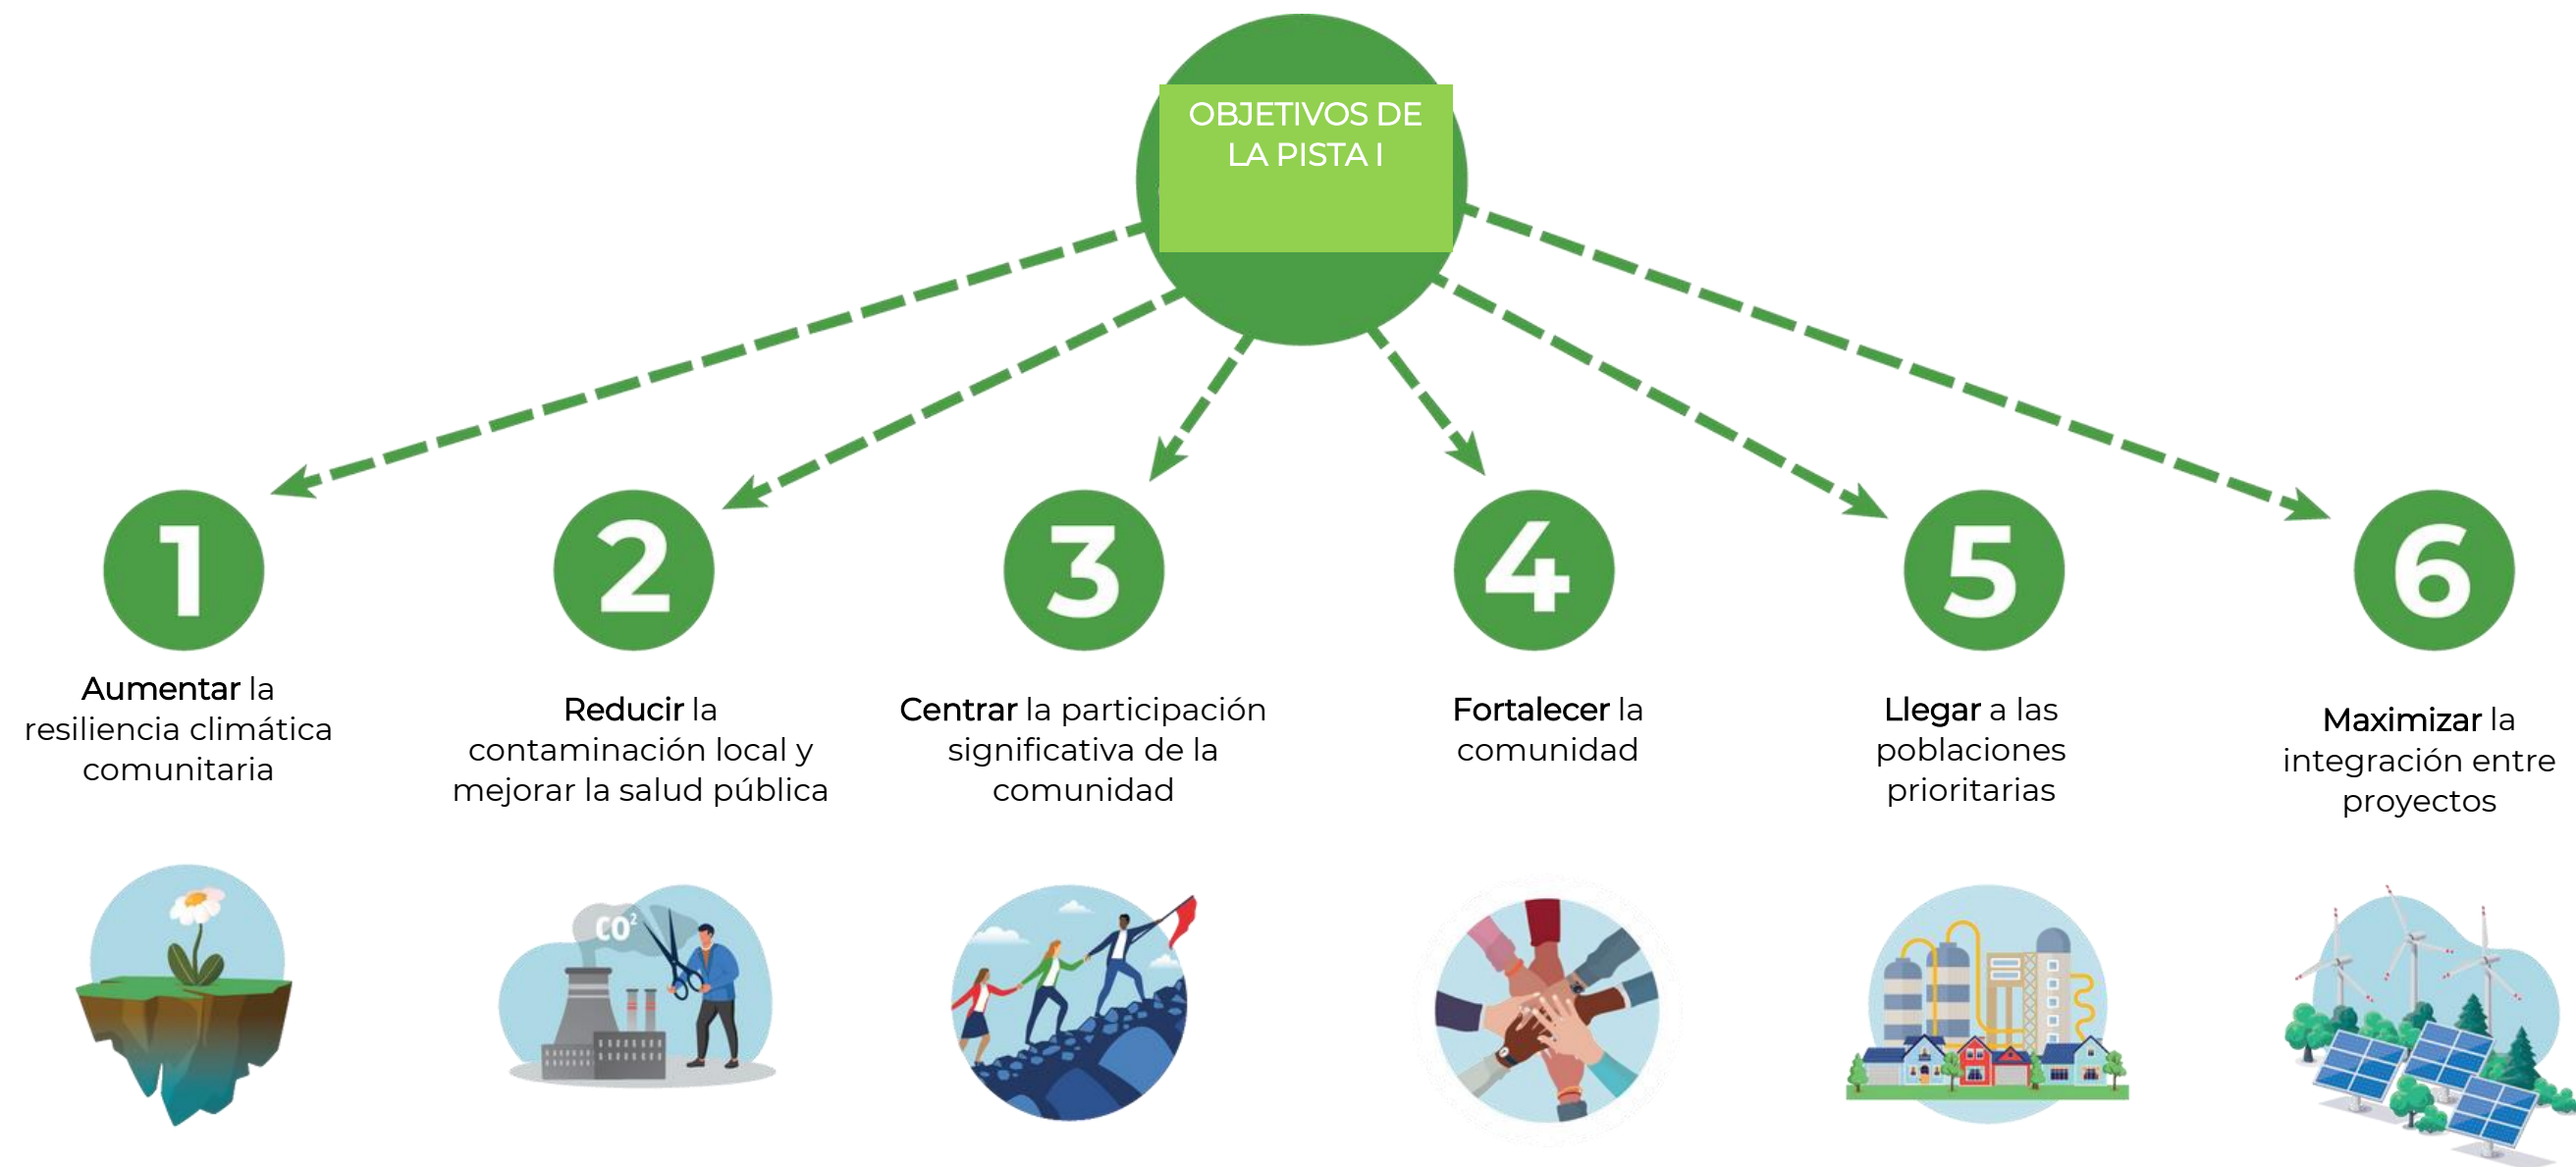 OBJETIVOS DE
LA PISTA I
1
Aumentar la
resiliencia climática
comunitaria
2
Reducir la
contaminación local y
mejorar la salud pública
3
Centrar la participación
significativa de la
comunidad
4
Fortalecer la
comunidad
5
Llegar a las
poblaciones
prioritarias
6
Maximizar la
integración entre
proyectos
CO²